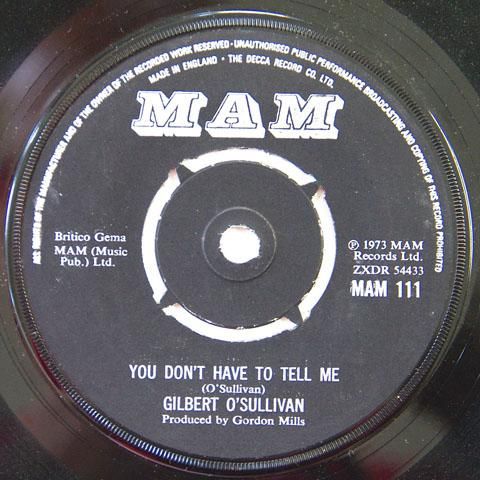 ALL RIGHTS OF THE MANUFACTURER AND OF THE OWNER OF THE RECORDED WORK RESERVED · UNAUTHORISED PUBLIC PERFORMANCE BROADCASTING AND COPYING OF THIS RECORD PROHIBITED
MADE IN ENGLAND · THE DECCA RECORD CO. LTD.
MAM
Britico Gema
MAM (Music
Pub.) Ltd.
℗ 1973 MAM
Records Ltd.
ZXDR 54433
MAM 111
YOU DON'T HAVE TO TELL ME
(O'Sullivan)
GILBERT O'SULLIVAN
Produced by Gordon Mills